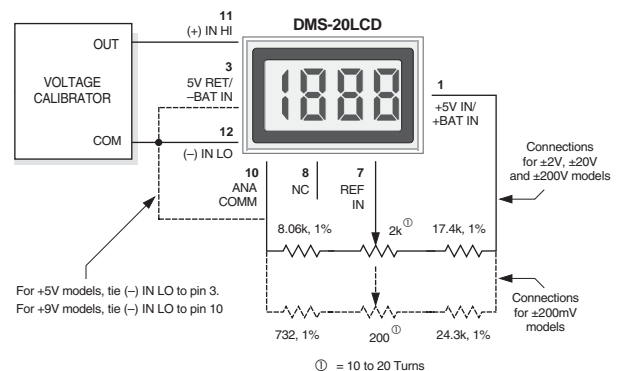 DMS-20LCD
11
(+) IN HI
OUT
3
5V RET/
–BAT IN
VOLTAGE
CALIBRATOR
1888
1
+5V IN/
+BAT IN
COM
12
(–) IN LO
Connections
for ±2V, ±20V
and ±200V models
10
ANA
COMM
8
NC
7
REF
IN
8.06k, 1%
2k ①
17.4k, 1%
For +5V models, tie (–) IN LO to pin 3.
For +9V models, tie (–) IN LO to pin 10
Connections
for ±200mV
models
732, 1%
200 ①
24.3k, 1%
① = 10 to 20 Turns